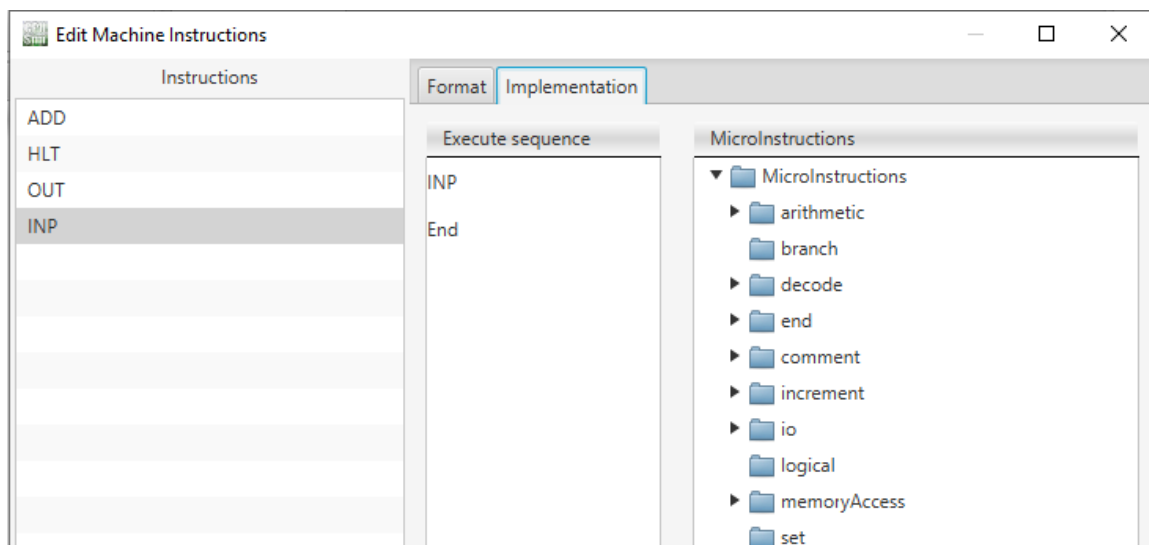 Edit Machine Instructions
Instructions
ADD
HLT
OUT
INP
Format
Implementation
Execute sequence
INP
End
MicroInstructions
MicroInstructions
arithmetic
branch
decode
end
comment
increment
io
logical
memoryAccess
set